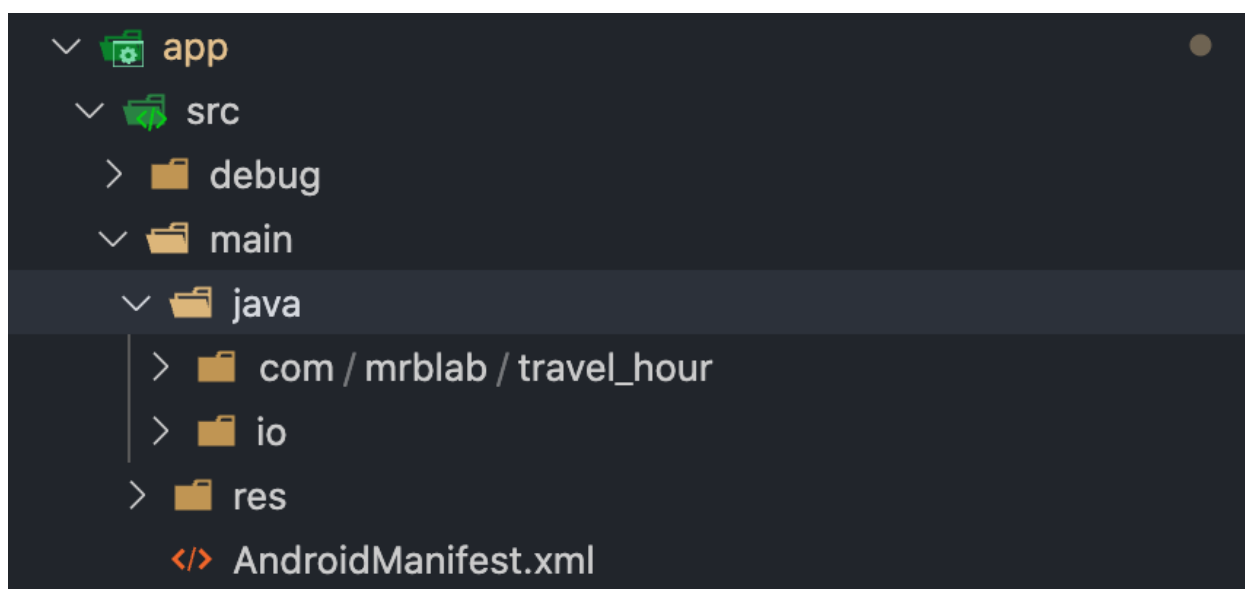 app
src
debug
main
java
com / mrblab / travel_hour
io
res
AndroidManifest.xml